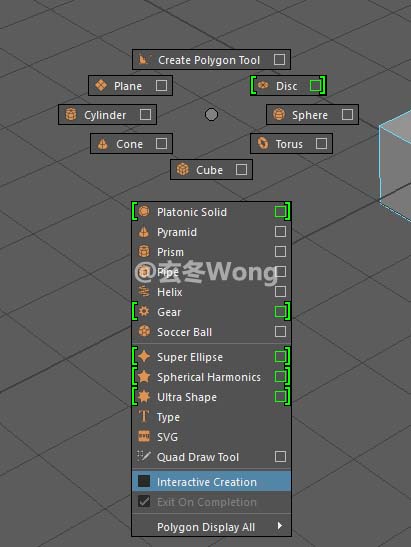 Create Polygon Tool
Plane
Disc
Cylinder
Sphere
Cone
Torus
Cube
Platonic Solid
Pyramid
Prism
Pipe
@玄冬Wong
Helix
Gear
Soccer Ball
Super Ellipse
Spherical Harmonics
Ultra Shape
Type
SVG
Quad Draw Tool
Interactive Creation
Exit On Completion
Polygon Display All